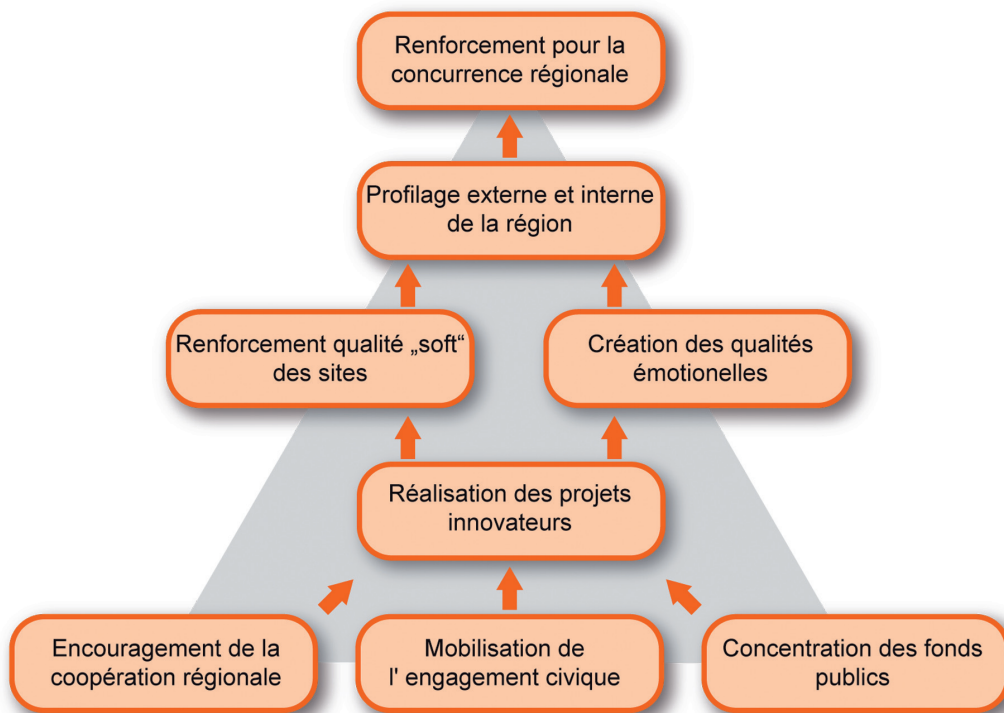 Renforcement pour la
concurrence régionale
Profilage externe et interne
de la région
Renforcement qualité „soft“
des sites
Création des qualités
émotionelles
Réalisation des projets
innovateurs
Encouragement de la
coopération régionale
Mobilisation de
l' engagement civique
Concentration des fonds
publics